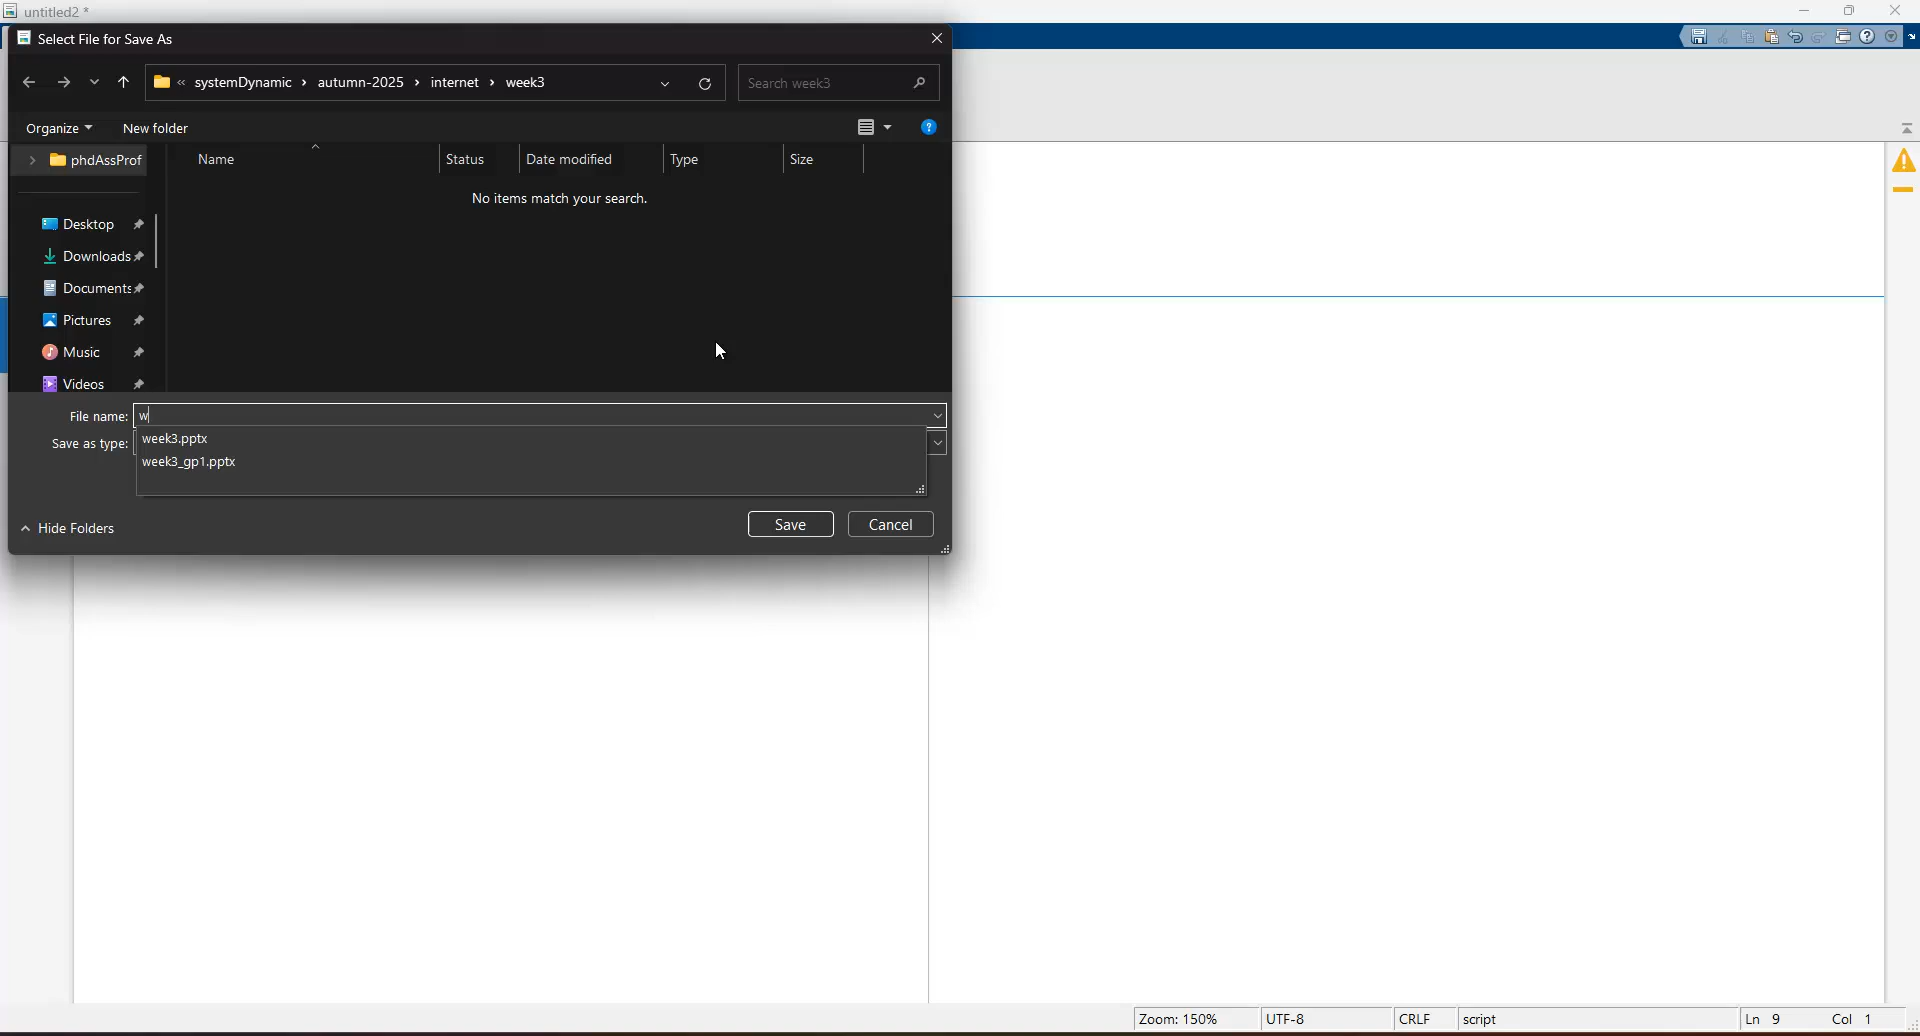 untitled2 *
Select File for Save As
« systemDynamic › autumn-2025 › internet › week3
Search week3
Organize New folder
phdAssProf
Name Status Date modified Type Size
No items match your search.
Desktop
Downloads
Documents
Pictures
Music
Videos
File name: w
Save as type:
week3.pptx
week3_gp1.pptx
Hide Folders Save Cancel
Zoom: 150% UTF-8 CRLF script Ln 9 Col 1